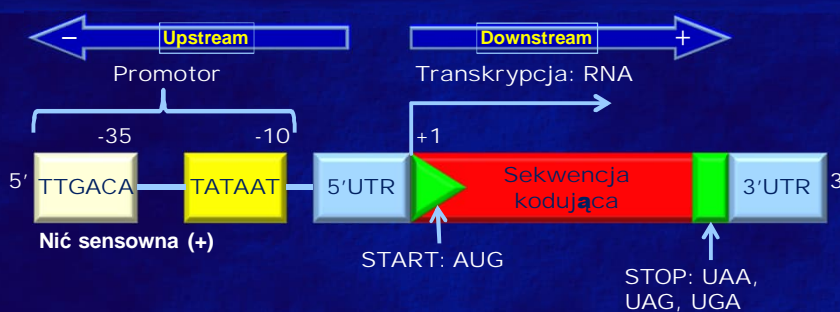 − Upstream Downstream +
Promotor Transkrypcja: RNA
-35 -10 +1
5' TTGACA TATAAT 5'UTR Sekwencja kodująca 3'UTR 3
Nić sensowna (+)
START: AUG
STOP: UAA,
UAG, UGA